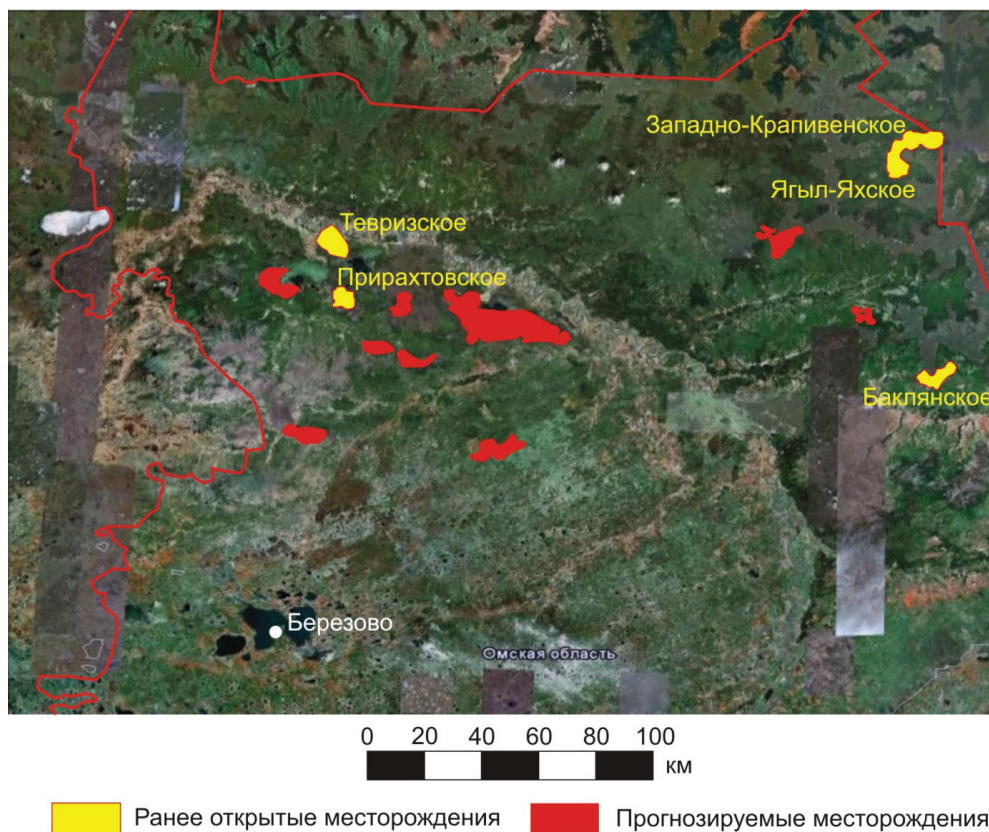 Западно-Крапивенское
Ягыл-Яхское
Тевризское
Прирахтовское
Баклянское
Березово
Омская область
0 20 40 60 80 100
км
Ранее открытые месторождения
Прогнозируемые месторождения